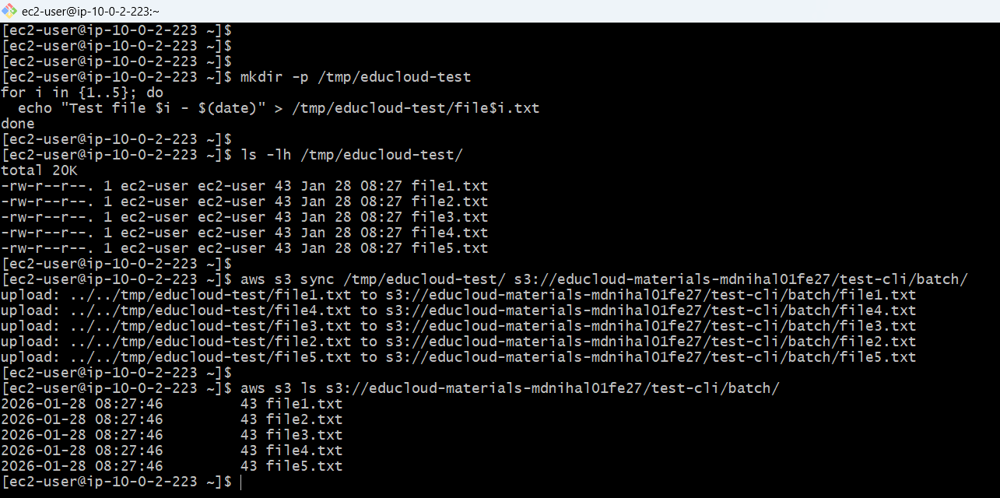 ec2-user@ip-10-0-2-223:~
[ec2-user@ip-10-0-2-223 ~]$
[ec2-user@ip-10-0-2-223 ~]$
[ec2-user@ip-10-0-2-223 ~]$
[ec2-user@ip-10-0-2-223 ~]$ mkdir -p /tmp/educloud-test
for i in {1..5}; do
  echo "Test file $i - $(date)" > /tmp/educloud-test/file$i.txt
done
[ec2-user@ip-10-0-2-223 ~]$
[ec2-user@ip-10-0-2-223 ~]$ ls -lh /tmp/educloud-test/
total 20K
-rw-r--r--. 1 ec2-user ec2-user 43 Jan 28 08:27 file1.txt
-rw-r--r--. 1 ec2-user ec2-user 43 Jan 28 08:27 file2.txt
-rw-r--r--. 1 ec2-user ec2-user 43 Jan 28 08:27 file3.txt
-rw-r--r--. 1 ec2-user ec2-user 43 Jan 28 08:27 file4.txt
-rw-r--r--. 1 ec2-user ec2-user 43 Jan 28 08:27 file5.txt
[ec2-user@ip-10-0-2-223 ~]$
[ec2-user@ip-10-0-2-223 ~]$ aws s3 sync /tmp/educloud-test/ s3://educloud-materials-mdnihal01fe27/test-cli/batch/
upload: ../../tmp/educloud-test/file1.txt to s3://educloud-materials-mdnihal01fe27/test-cli/batch/file1.txt
upload: ../../tmp/educloud-test/file4.txt to s3://educloud-materials-mdnihal01fe27/test-cli/batch/file4.txt
upload: ../../tmp/educloud-test/file3.txt to s3://educloud-materials-mdnihal01fe27/test-cli/batch/file3.txt
upload: ../../tmp/educloud-test/file2.txt to s3://educloud-materials-mdnihal01fe27/test-cli/batch/file2.txt
upload: ../../tmp/educloud-test/file5.txt to s3://educloud-materials-mdnihal01fe27/test-cli/batch/file5.txt
[ec2-user@ip-10-0-2-223 ~]$
[ec2-user@ip-10-0-2-223 ~]$ aws s3 ls s3://educloud-materials-mdnihal01fe27/test-cli/batch/
2026-01-28 08:27:46         43 file1.txt
2026-01-28 08:27:46         43 file2.txt
2026-01-28 08:27:46         43 file3.txt
2026-01-28 08:27:46         43 file4.txt
2026-01-28 08:27:46         43 file5.txt
[ec2-user@ip-10-0-2-223 ~]$